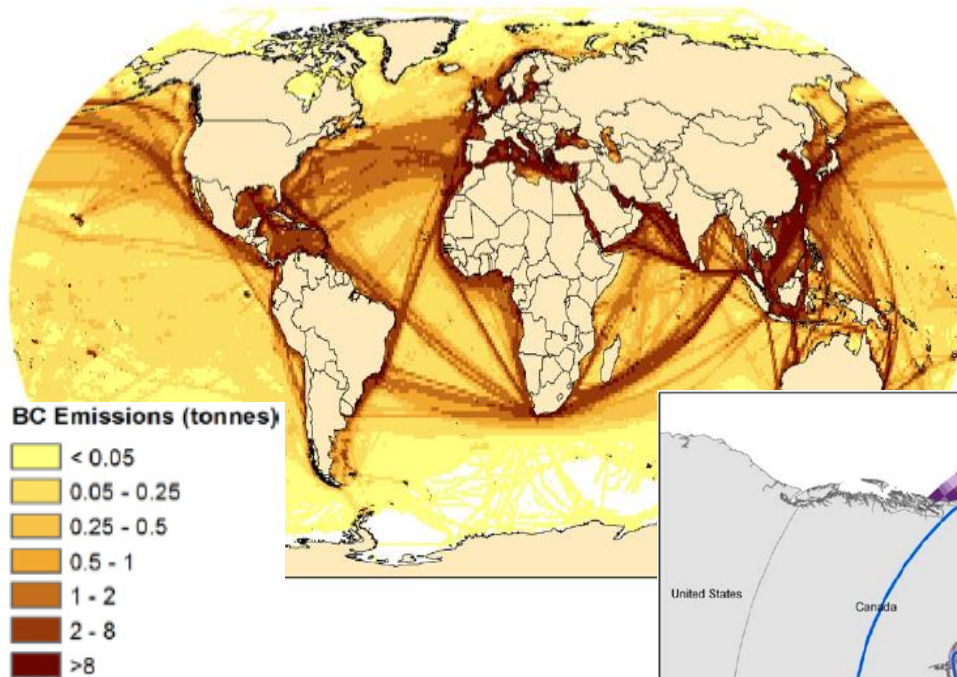 BC Emissions (tonnes)
< 0.05
0.05 - 0.25
0.25 - 0.5
0.5 - 1
1 - 2
2 - 8
>8
United States
Canada